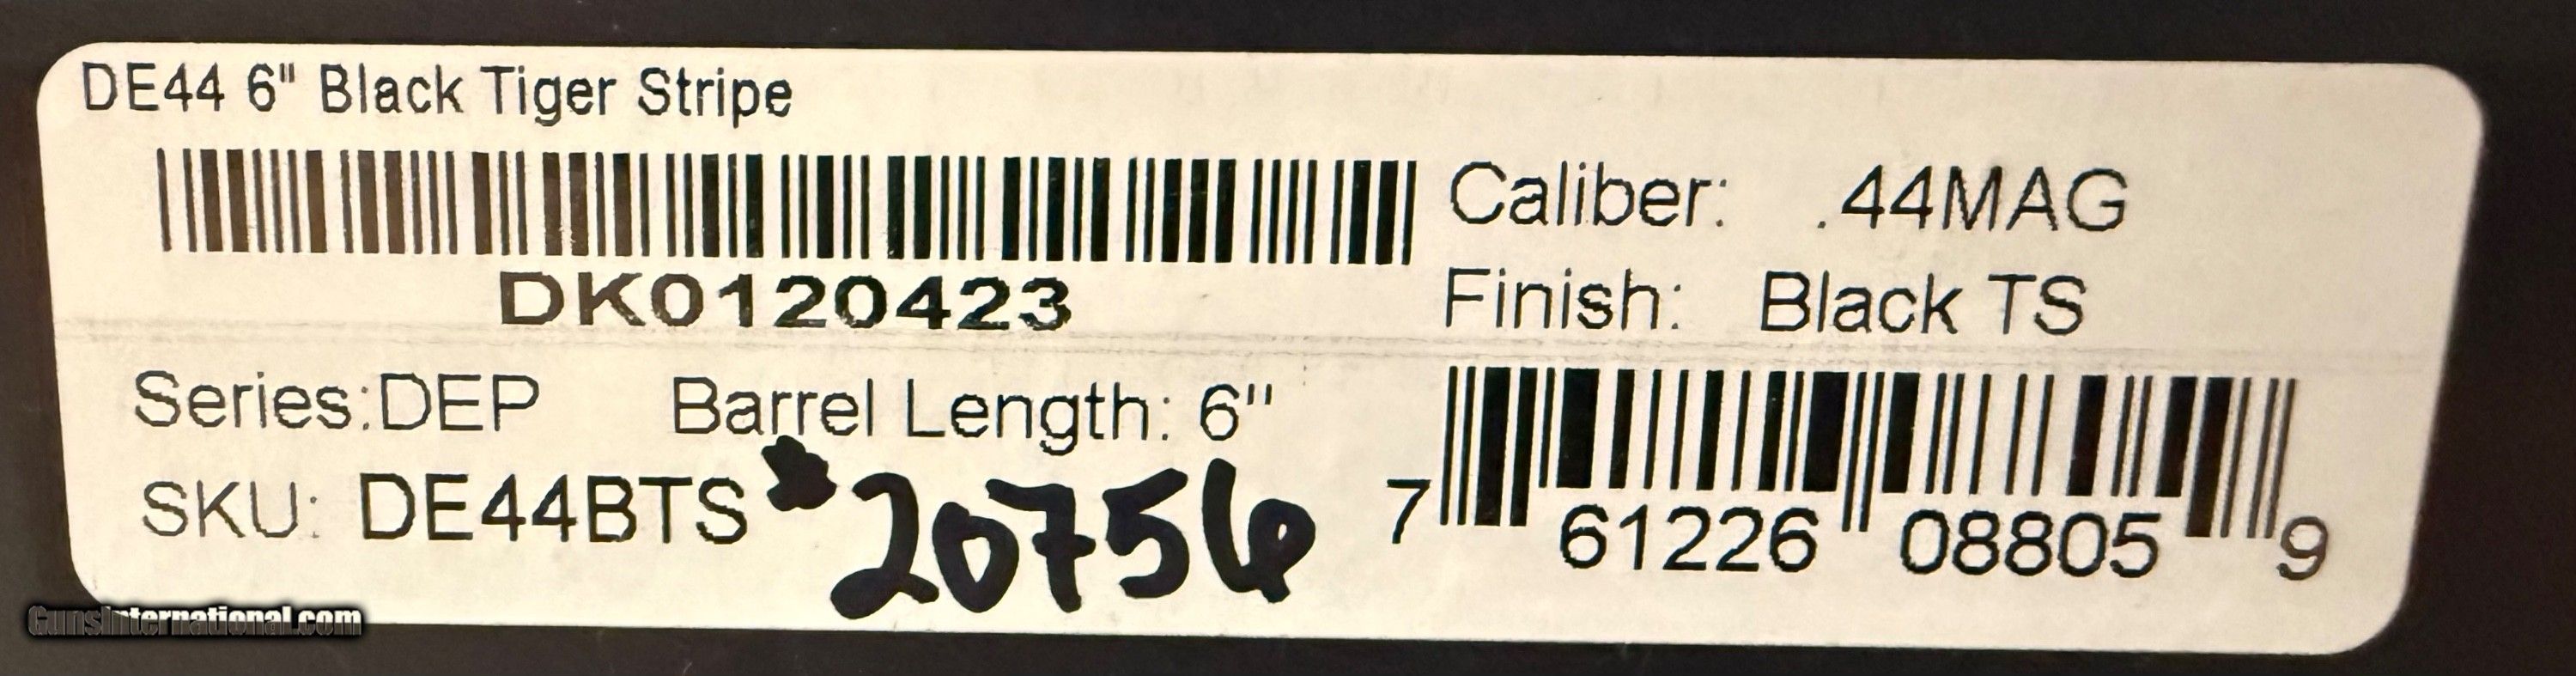 DE44 6" Black Tiger Stripe
DK0120423
Caliber: .44MAG
Finish: Black TS
Series:DEP Barrel Length: 6"
SKU: DE44BTS
20756
7 61226 08805 9
GunsInternational.com